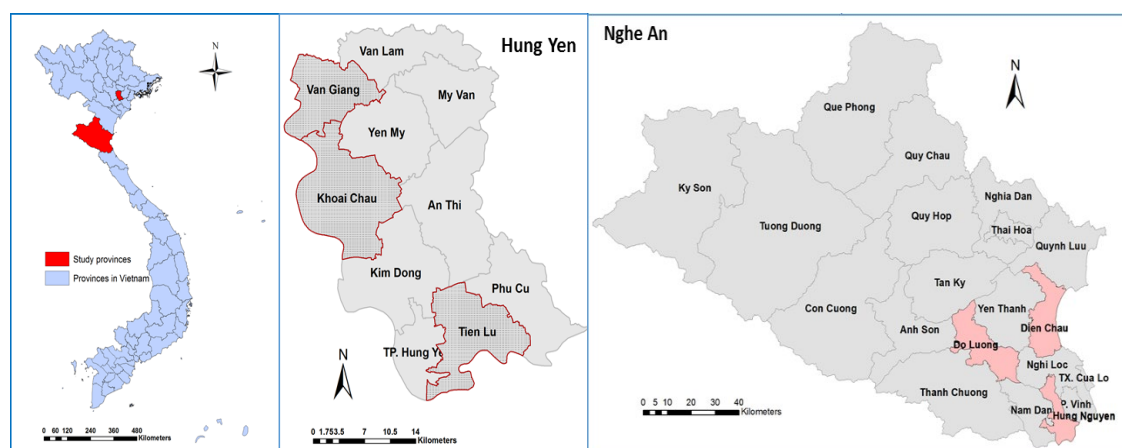 N
Study provinces
Provinces in Vietnam
0 60 120 240 360 480
Kilometers
Hung Yen
Van Lam
Van Giang
My Van
Yen My
Khoai Chau
An Thi
Kim Dong
Phu Cu
Tien Lu
TP. Hung Ye
N
0 1.753.5 7 10.5 14
Kilometers
Nghe An
N
Que Phong
Ky Son
Quy Chau
Nghia Dan
Tuong Duong
Quy Hop
Thai Hoa
Quynh Luu
Tan Ky
Con Cuong
Yen Thanh
Anh Son
Dien Chau
Do Luong
Nghi Loc
TX. Cua Lo
Thanh Chuong
Nam Dan
P. Vinh
Hung Nguyen
0 5 10 20 30 40
Kilometers